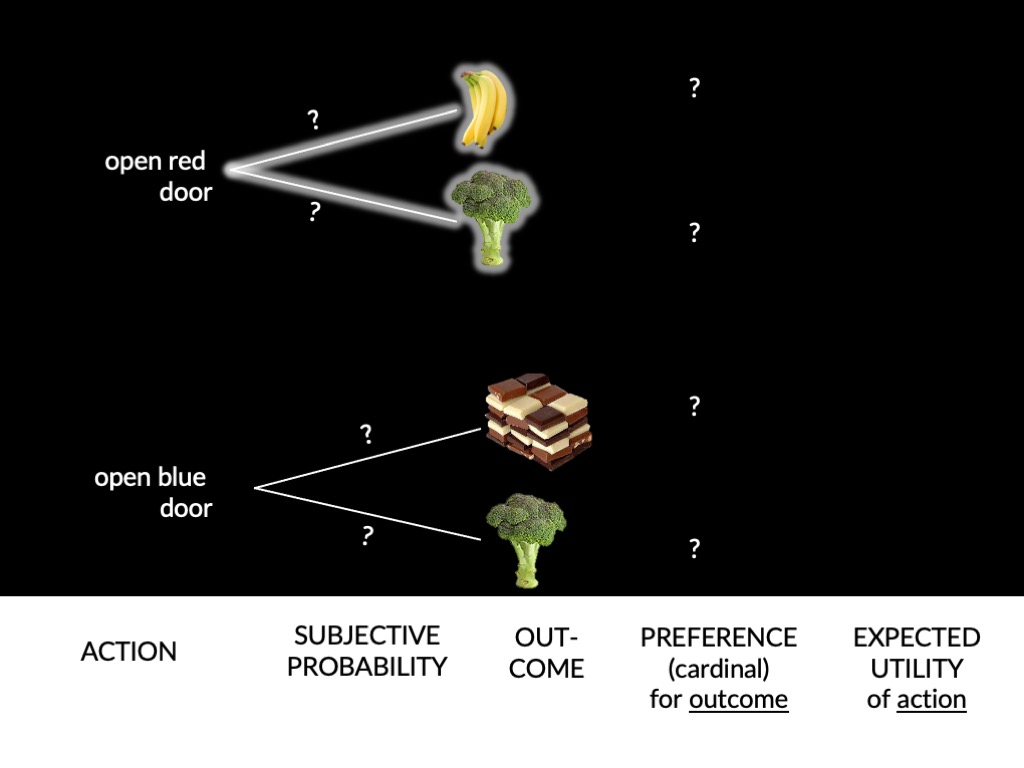 ?
?
open red
door
?
?
?
?
open blue
door
?
?
ACTION
SUBJECTIVE
PROBABILITY
OUT-
COME
PREFERENCE
(cardinal)
for outcome
EXPECTED
UTILITY
of action